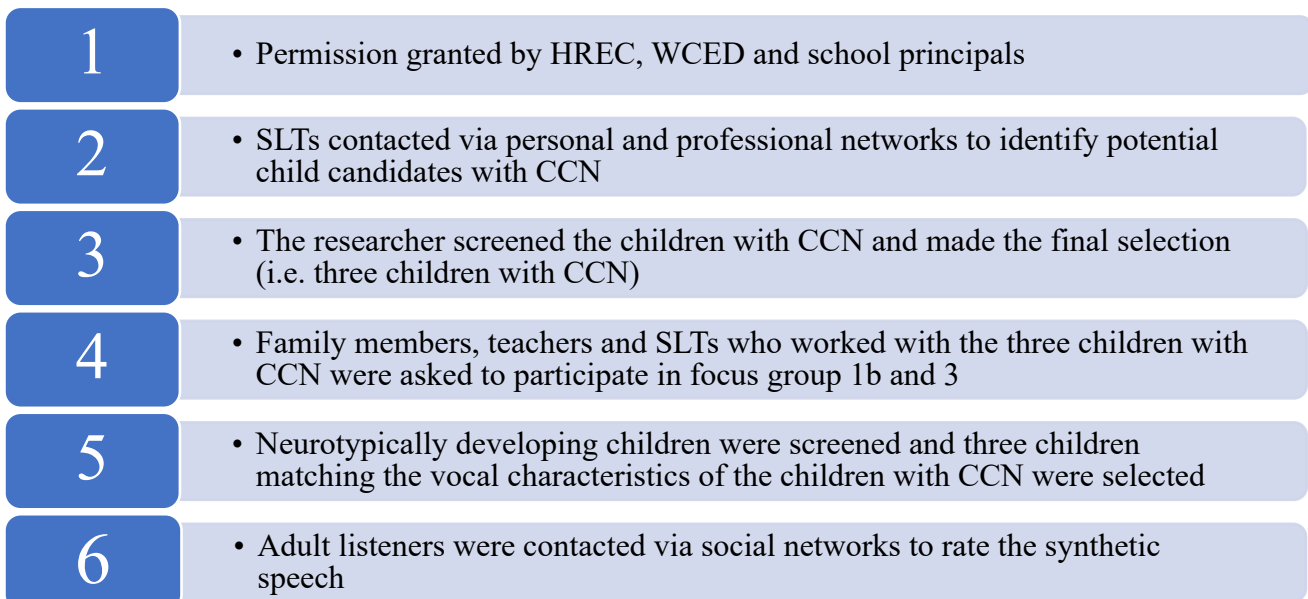 1
• Permission granted by HREC, WCED and school principals
2
• SLTs contacted via personal and professional networks to identify potential
child candidates with CCN
3
• The researcher screened the children with CCN and made the final selection
(i.e. three children with CCN)
4
• Family members, teachers and SLTs who worked with the three children with
CCN were asked to participate in focus group 1b and 3
5
• Neurotypically developing children were screened and three children
matching the vocal characteristics of the children with CCN were selected
6
• Adult listeners were contacted via social networks to rate the synthetic
speech